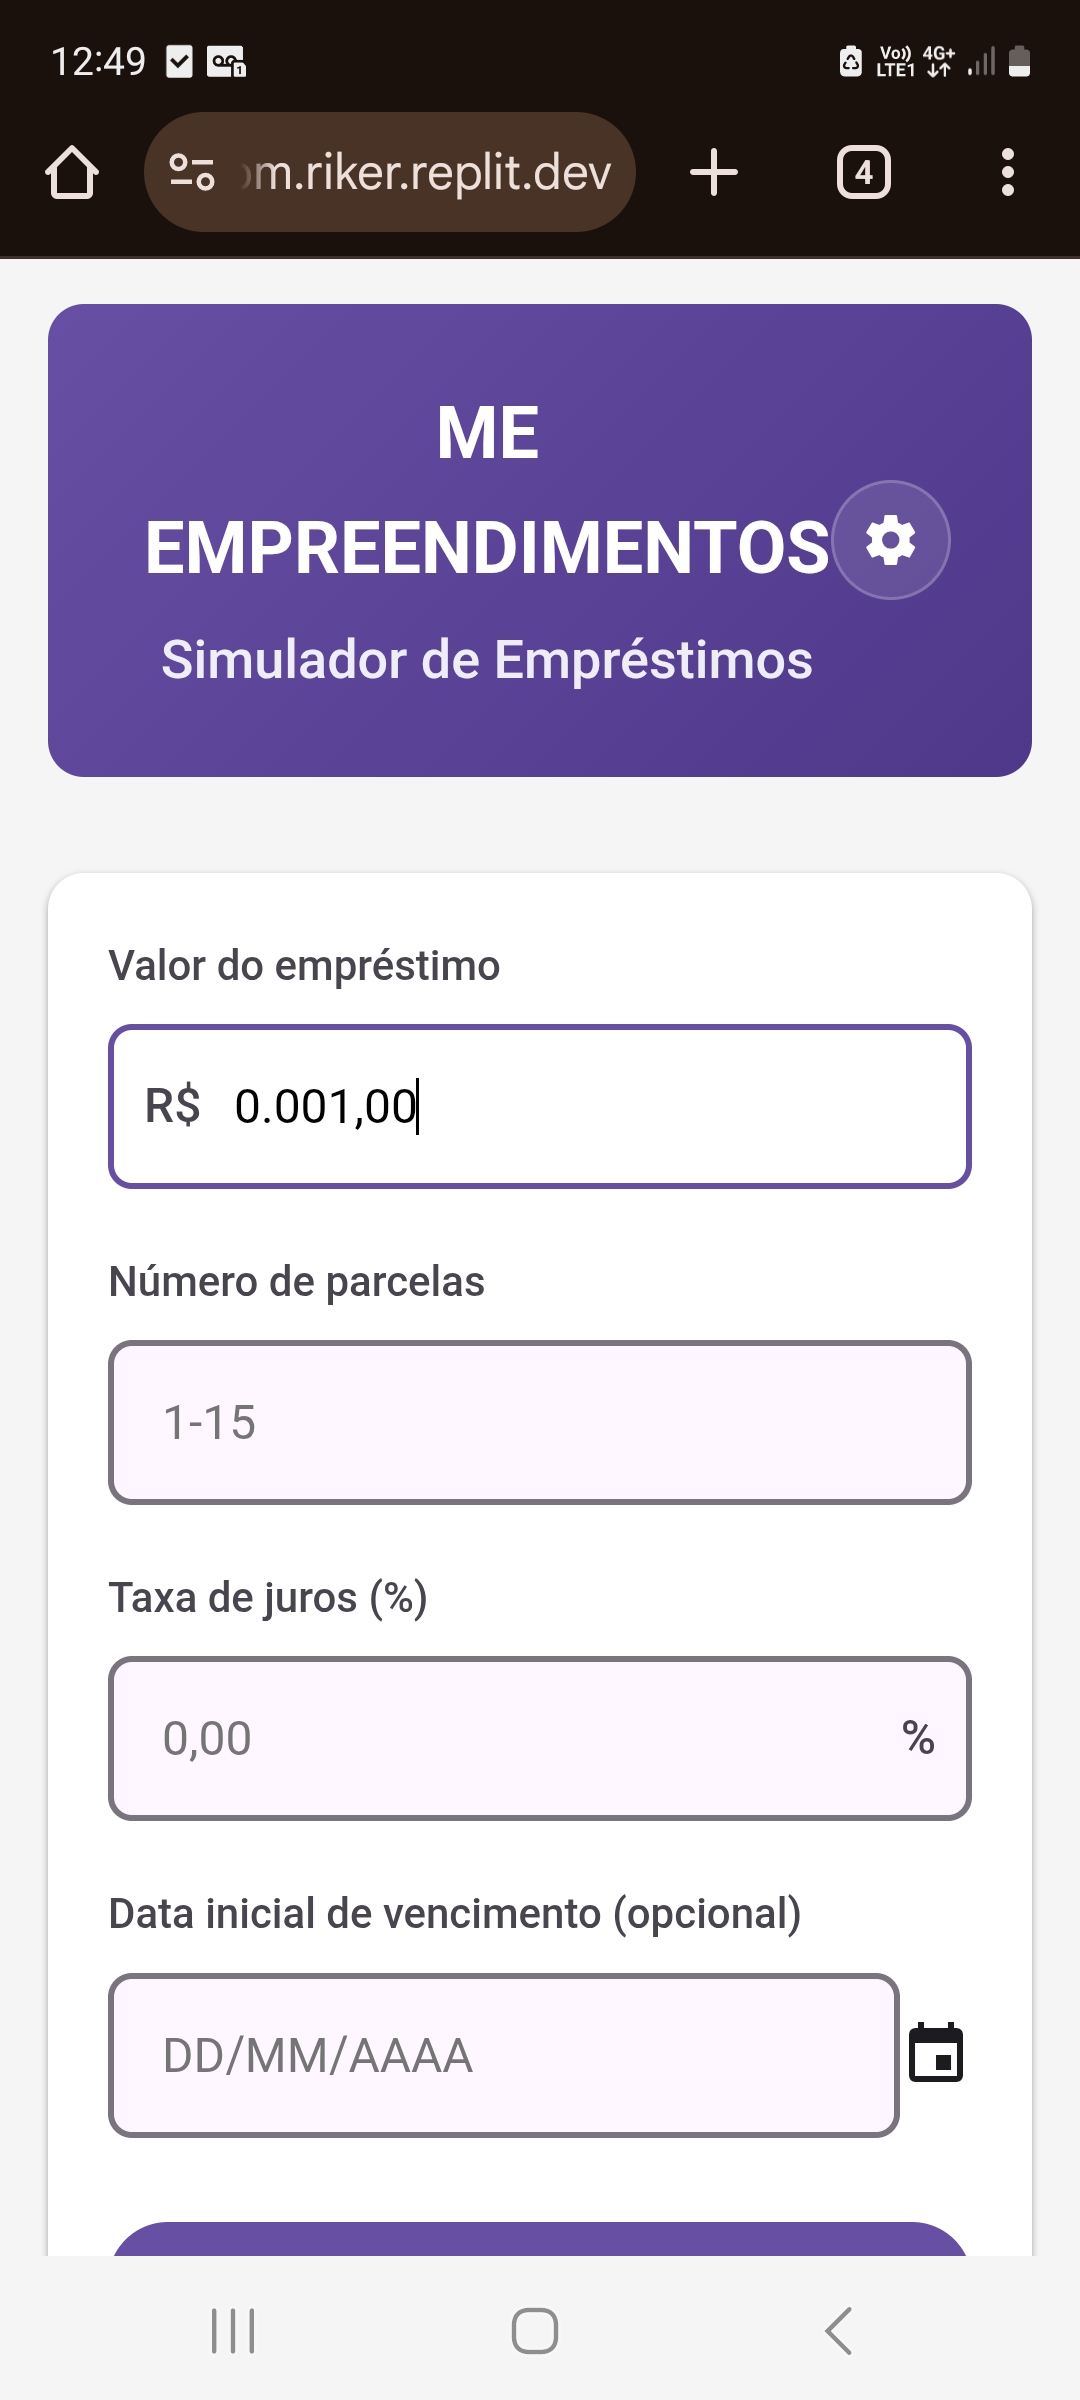 12:49
1
Vo))
LTE1
4G+
m.riker.replit.dev
4
ME
EMPREENDIMENTOS
Simulador de Empréstimos
Valor do empréstimo
R$ 0.001,00
Número de parcelas
1-15
Taxa de juros (%)
0,00 %
Data inicial de vencimento (opcional)
DD/MM/AAAA